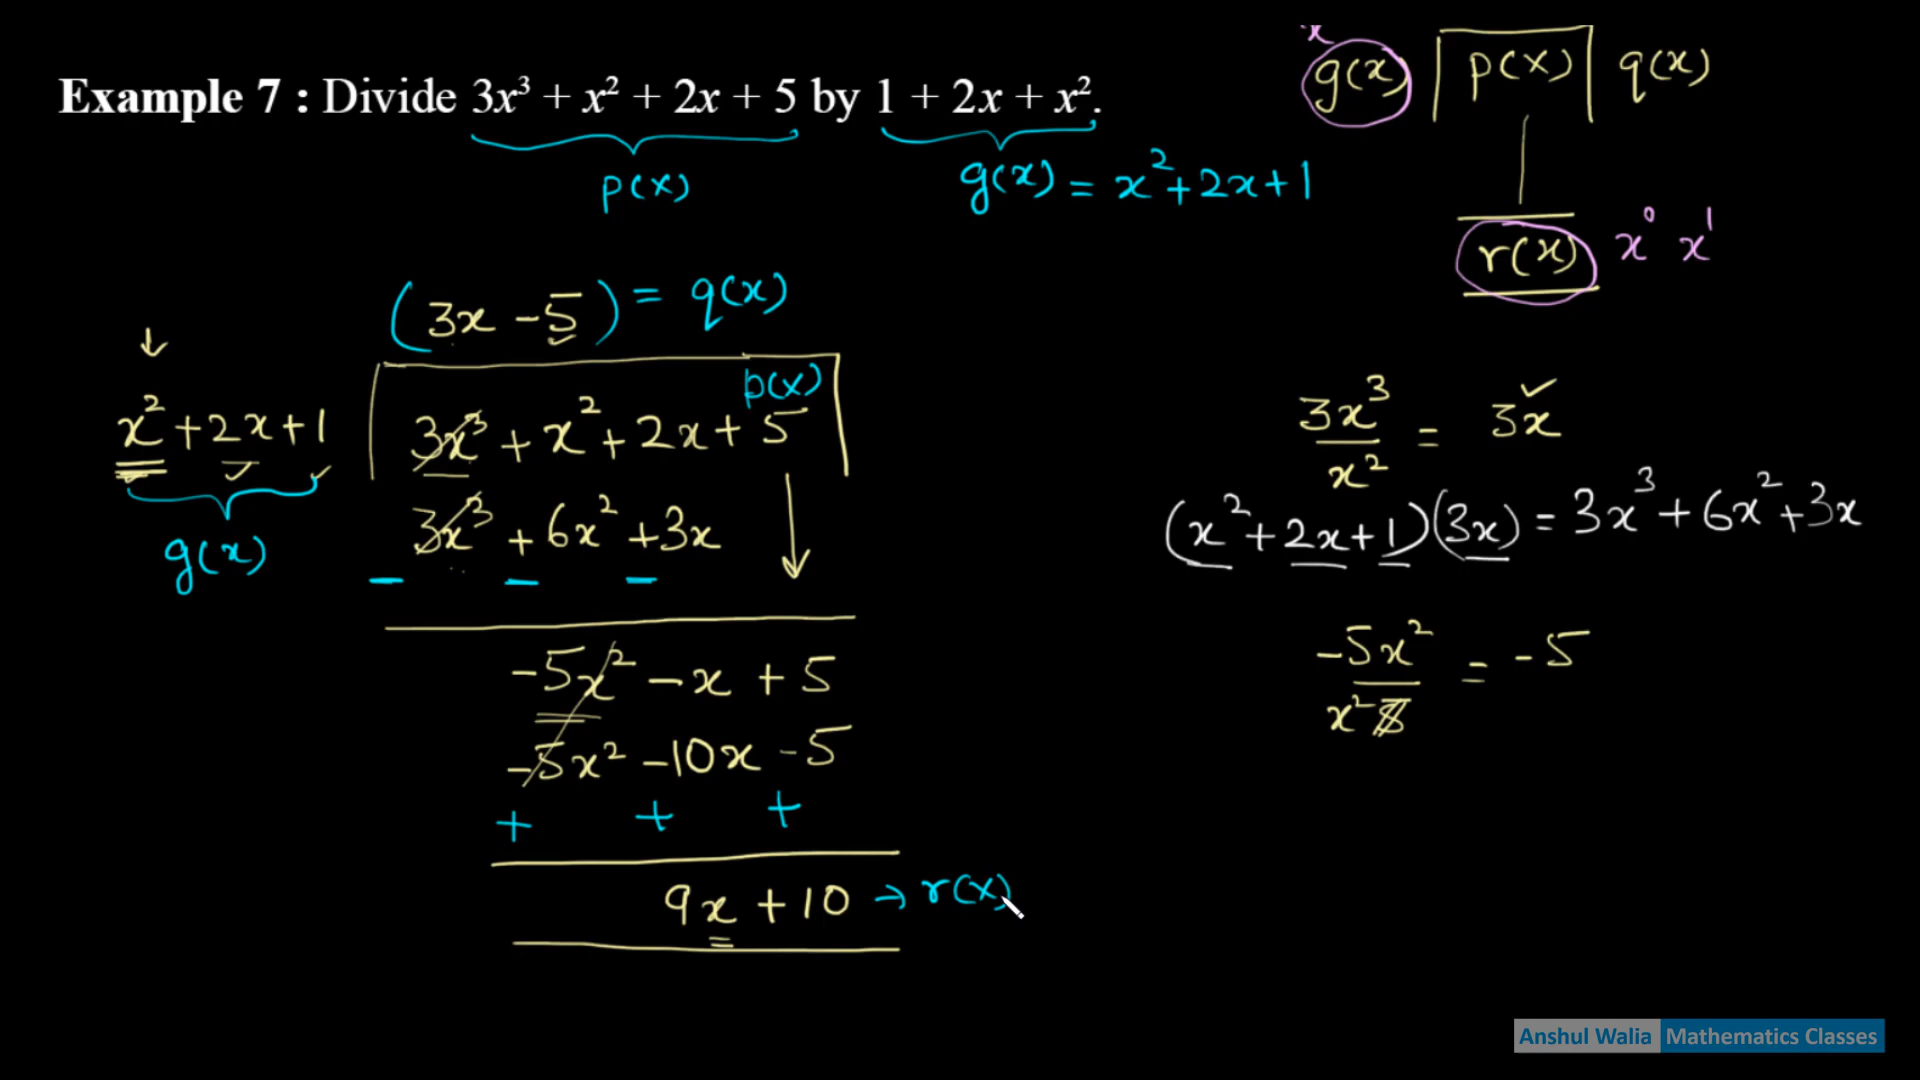 x
g(x) p(x) q(x)
Example 7 : Divide 3x³ + x² + 2x + 5 by 1 + 2x + x².
p(x) g(x) = x² + 2x + 1
r(x) x⁰ x¹
(3x - 5) = q(x)
p(x)
x² + 2x + 1 3x³ + x² + 2x + 5
g(x)
3x³ + 6x² + 3x
- - -
-5x² - x + 5
-5x² - 10x - 5
+ + +
9x + 10 → r(x)
3x³ = 3x
x²
(x² + 2x + 1)(3x) = 3x³ + 6x² + 3x
-5x² = -5
x²
Anshul Walia Mathematics Classes